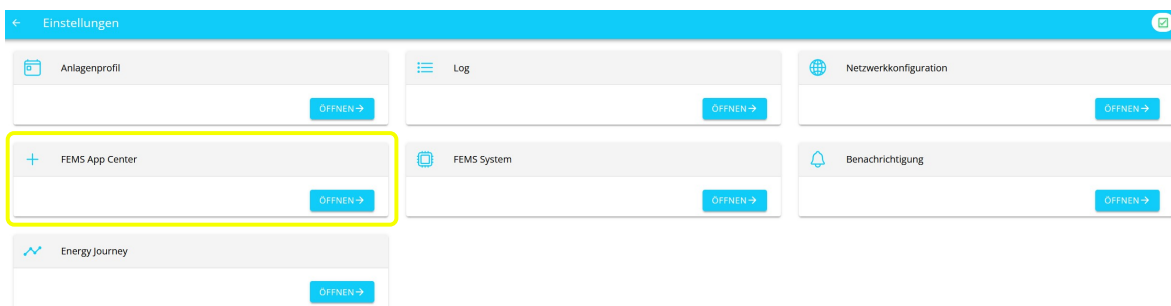 Einstellungen
Anlagenprofil
ÖFFNEN
Log
ÖFFNEN
Netzwerkkonfiguration
ÖFFNEN
FEMS App Center
ÖFFNEN
FEMS System
ÖFFNEN
Benachrichtigung
ÖFFNEN
Energy Journey
ÖFFNEN